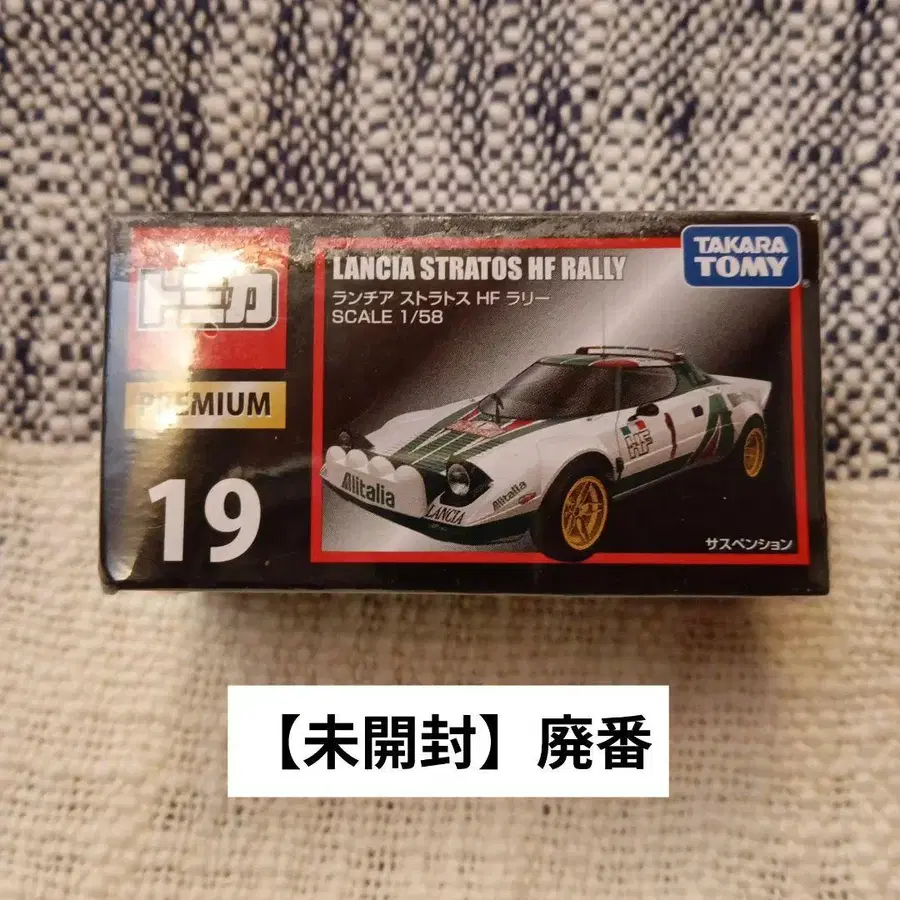 トミカ
PREMIUM
19
LANCIA STRATOS HF RALLY
ランチア ストラトス HF ラリー
SCALE 1/58
TAKARA
TOMY
HF
1
Alitalia
LANCIA
Alitalia
サスペンション
【未開封】廃番